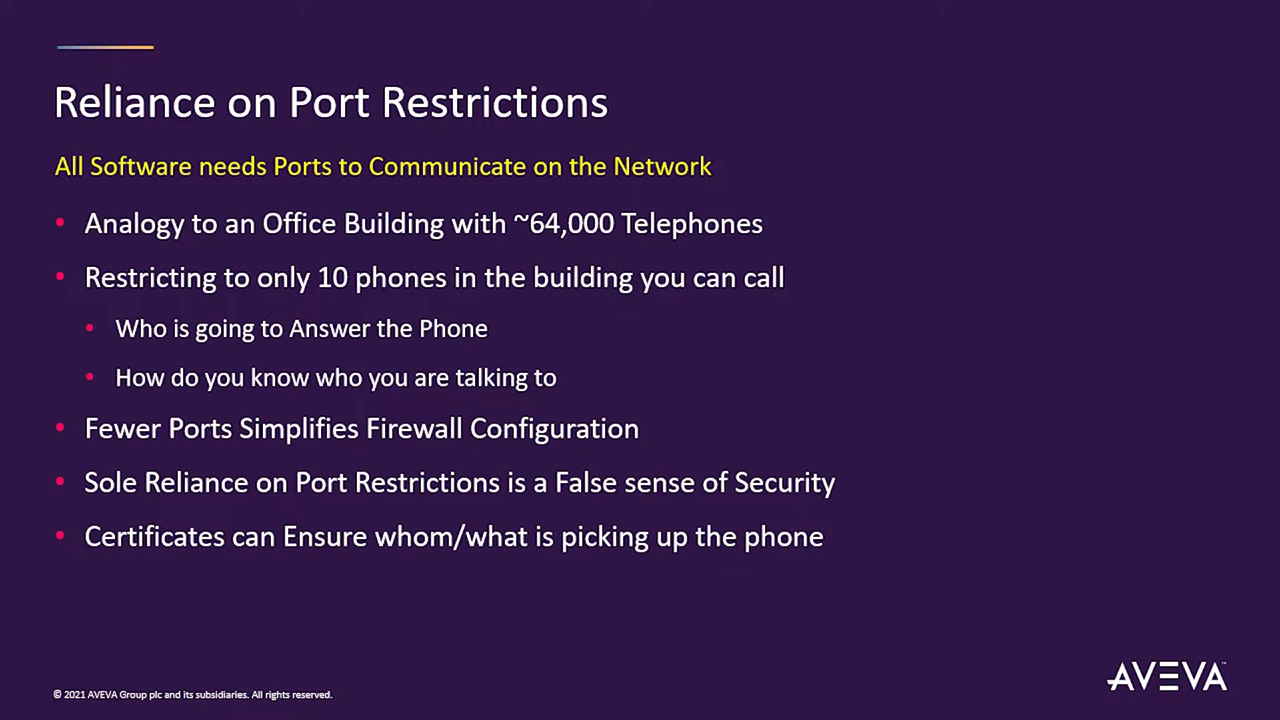 Reliance on Port Restrictions
All Software needs Ports to Communicate on the Network
• Analogy to an Office Building with ~64,000 Telephones
• Restricting to only 10 phones in the building you can call
• Who is going to Answer the Phone
• How do you know who you are talking to
• Fewer Ports Simplifies Firewall Configuration
• Sole Reliance on Port Restrictions is a False sense of Security
• Certificates can Ensure whom/what is picking up the phone
© 2021 AVEVA Group plc and its subsidiaries. All rights reserved.
AVEVA™